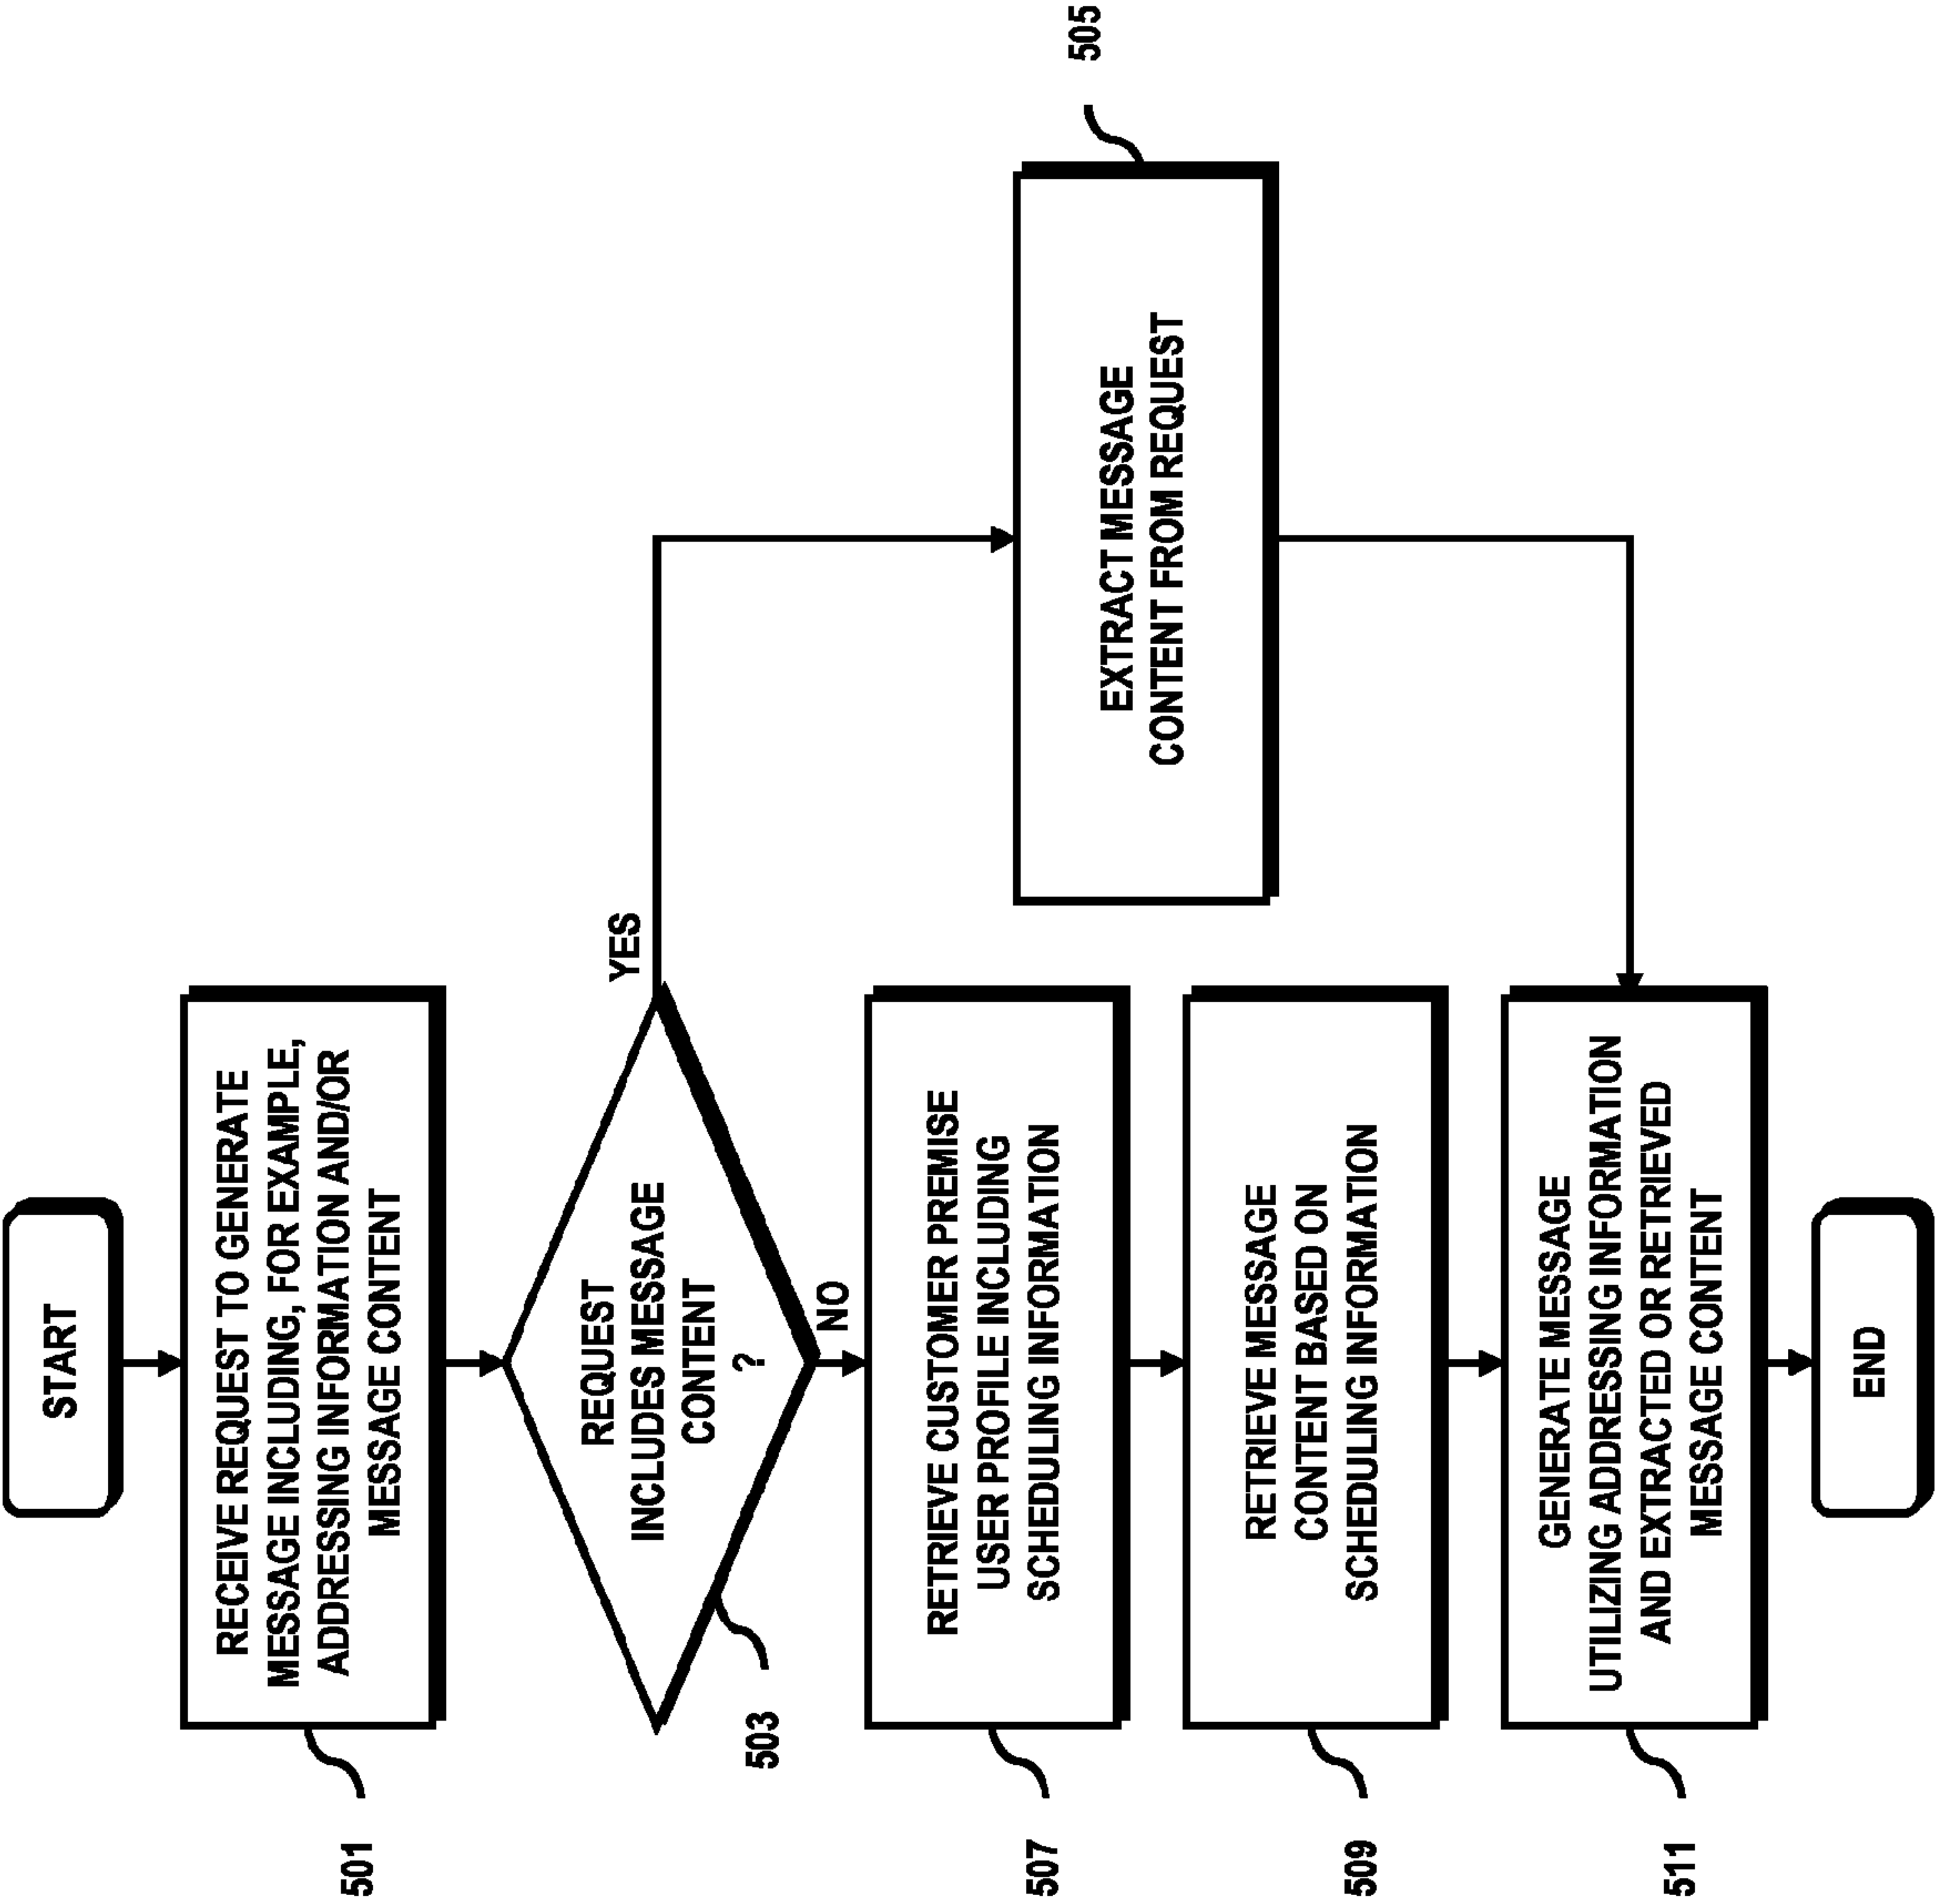 START
RECEIVE REQUEST TO GENERATE
MESSAGE INCLUDING, FOR EXAMPLE,
ADDRESSING INFORMATION AND/OR
MESSAGE CONTENT
501
REQUEST
INCLUDES MESSAGE
CONTENT
?
503
YES
NO
EXTRACT MESSAGE
CONTENT FROM REQUEST
505
RETRIEVE CUSTOMER PREMISE
USER PROFILE INCLUDING
SCHEDULING INFORMATION
507
RETRIEVE MESSAGE
CONTENT BASED ON
SCHEDULING INFORMATION
509
GENERATE MESSAGE
UTILIZING ADDRESSING INFORMATION
AND EXTRACTED OR RETRIEVED
MESSAGE CONTENT
511
END